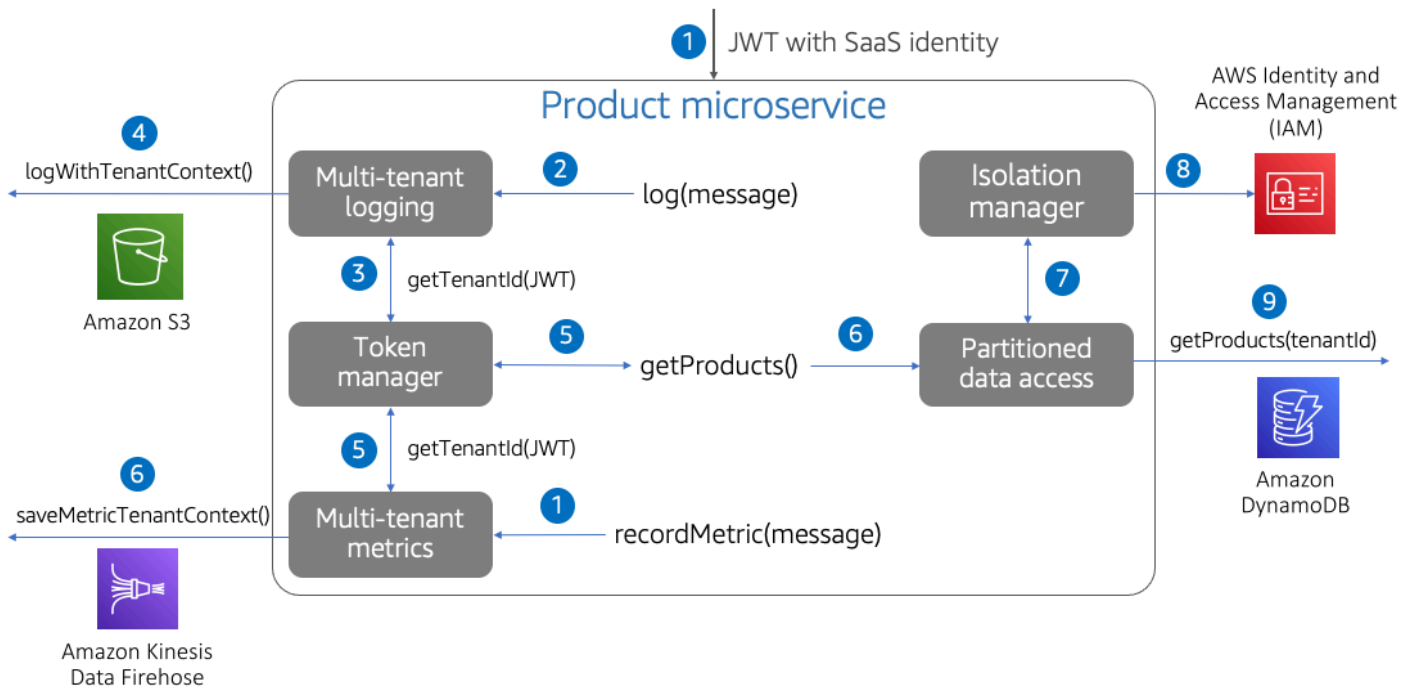 1
JWT with SaaS identity
AWS Identity and
Access Management
(IAM)
Product microservice
4
logWithTenantContext()
Multi-tenant
logging
2
log(message)
Isolation
manager
8
Amazon S3
3
getTenantId(JWT)
7
9
getProducts(tenantId)
Token
manager
5
getProducts()
6
Partitioned
data access
5
getTenantId(JWT)
Amazon
DynamoDB
6
saveMetricTenantContext()
Multi-tenant
metrics
1
recordMetric(message)
Amazon Kinesis
Data Firehose